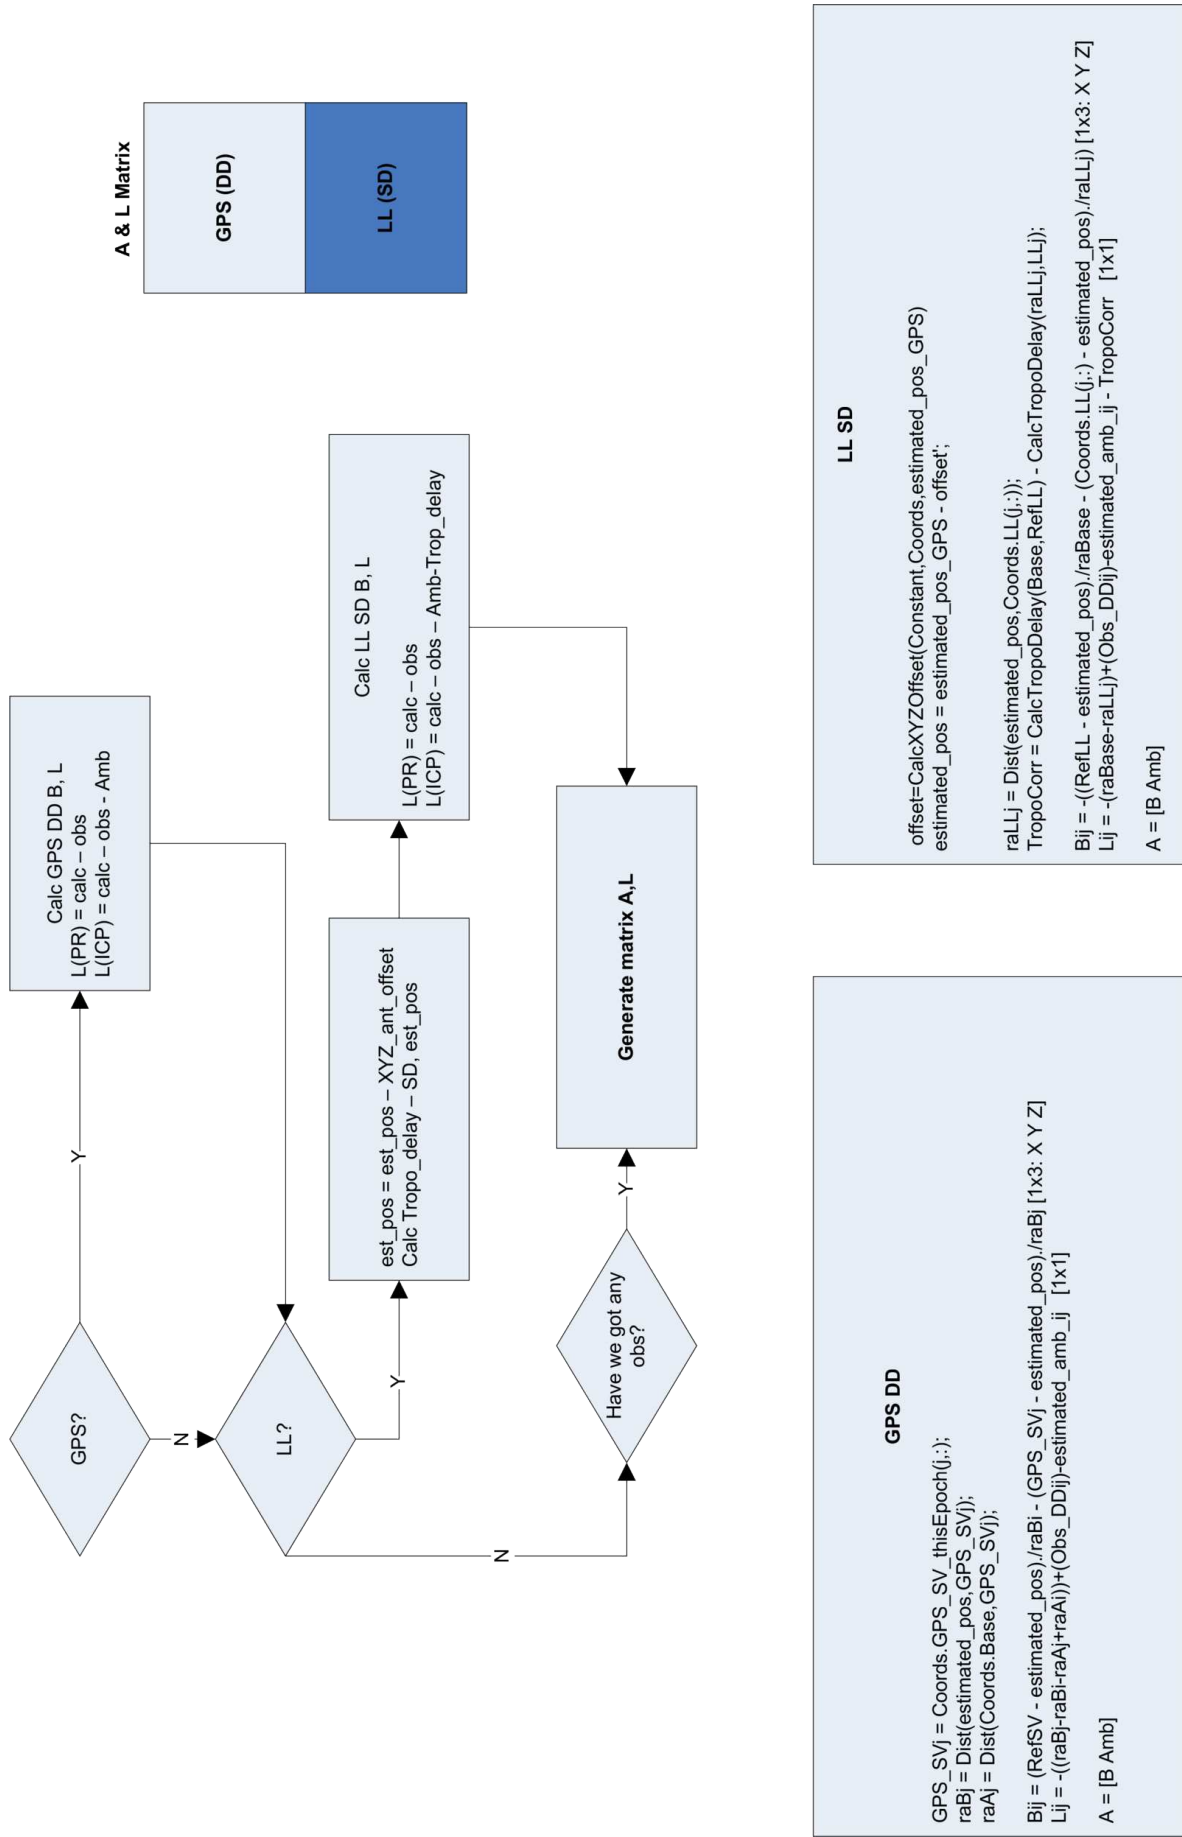 GPS?
Y
Calc GPS DD B, L
L(PR) = calc – obs
L(ICP) = calc – obs - Amb
A & L Matrix
GPS (DD)
LL (SD)
N
LL?
Y
est_pos = est_pos – XYZ_ant_offset
Calc Tropo_delay – SD, est_pos
Calc LL SD B, L
L(PR) = calc – obs
L(ICP) = calc – obs – Amb-Trop_delay
N
Have we got any
obs?
Y
Generate matrix A,L
GPS DD
GPS_SVj = Coords.GPS_SV_thisEpoch(j,:);
raBj = Dist(estimated_pos,GPS_SVj);
raAj = Dist(Coords.Base,GPS_SVj);
Bij = (RefSV - estimated_pos)./raBi - (GPS_SVj - estimated_pos)./raBj [1x3: X Y Z]
Lij = -((raBj-raBi-raAj+raAi))+(Obs_DDij)-estimated_amb_ij [1x1]
A = [B Amb]
LL SD
offset=CalcXYZOffset(Constant,Coords,estimated_pos_GPS)
estimated_pos = estimated_pos_GPS - offset';
raLLj = Dist(estimated_pos,Coords.LL(j,:));
TropoCorr = CalcTropoDelay(Base,RefLL) - CalcTropoDelay(raLLj,LLj);
Bij = -((RefLL - estimated_pos)./raBase - (Coords.LL(j,:) - estimated_pos)./raLLj) [1x3: X Y Z]
Lij = -(raBase-raLLj)+(Obs_DDij)-estimated_amb_ij - TropoCorr [1x1]
A = [B Amb]